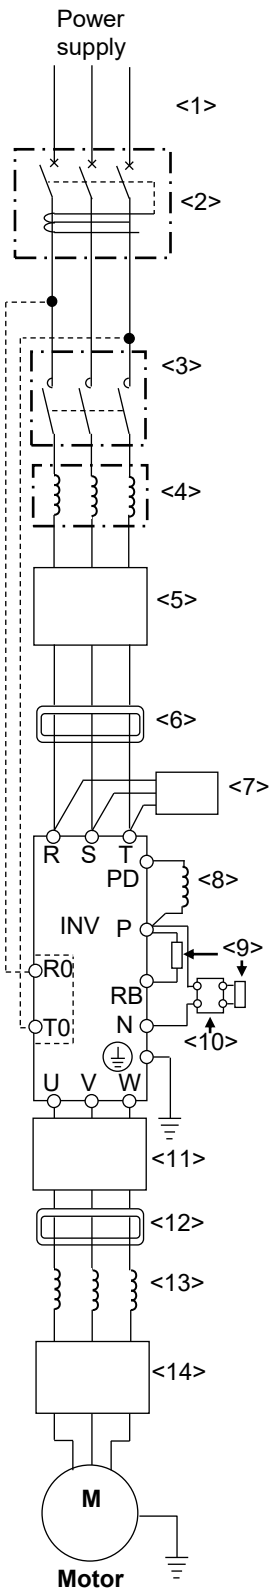 Power
supply
<1>
<2>
<3>
<4>
<5>
<6>
<7>
R S T
PD
<8>
INV P
<9>
R0
RB
<10>
T0
N
U V W
<11>
<12>
<13>
<14>
M
Motor